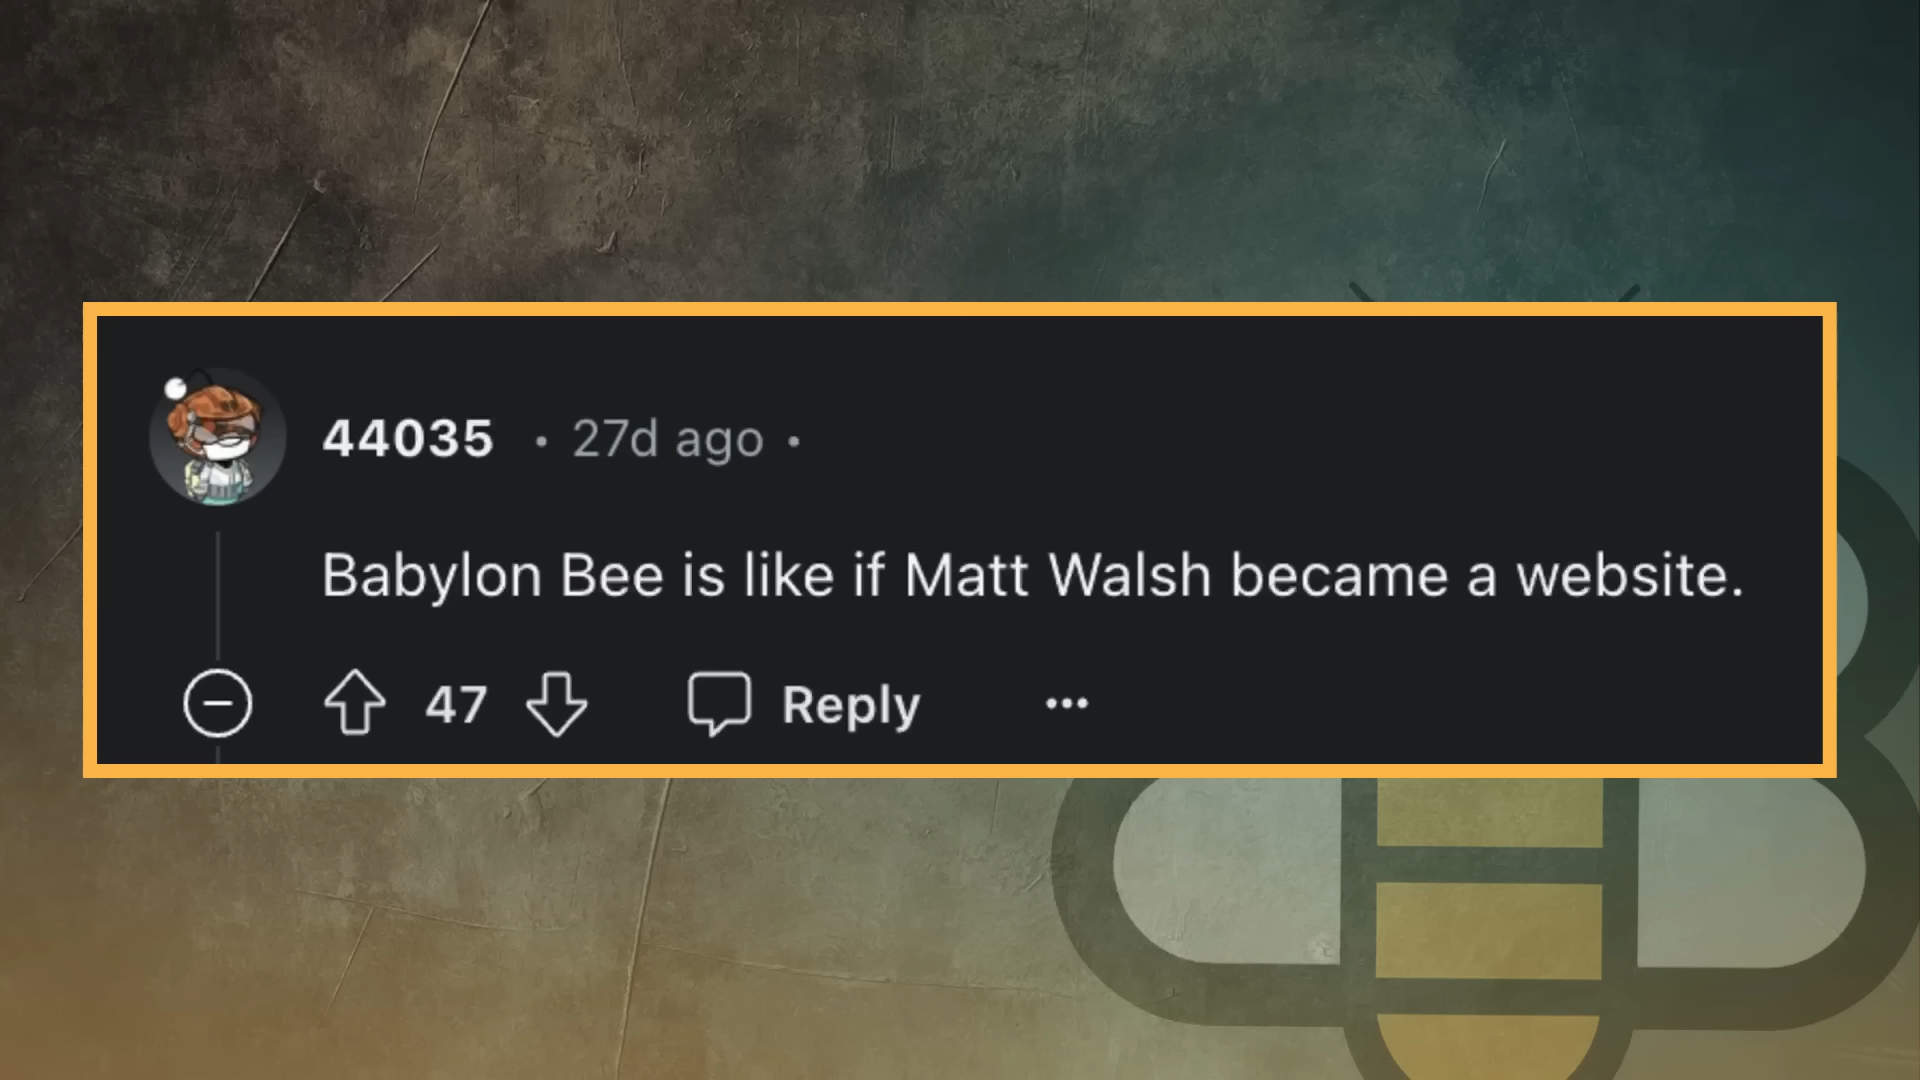 44035 • 27d ago •
Babylon Bee is like if Matt Walsh became a website.
47 Reply ...